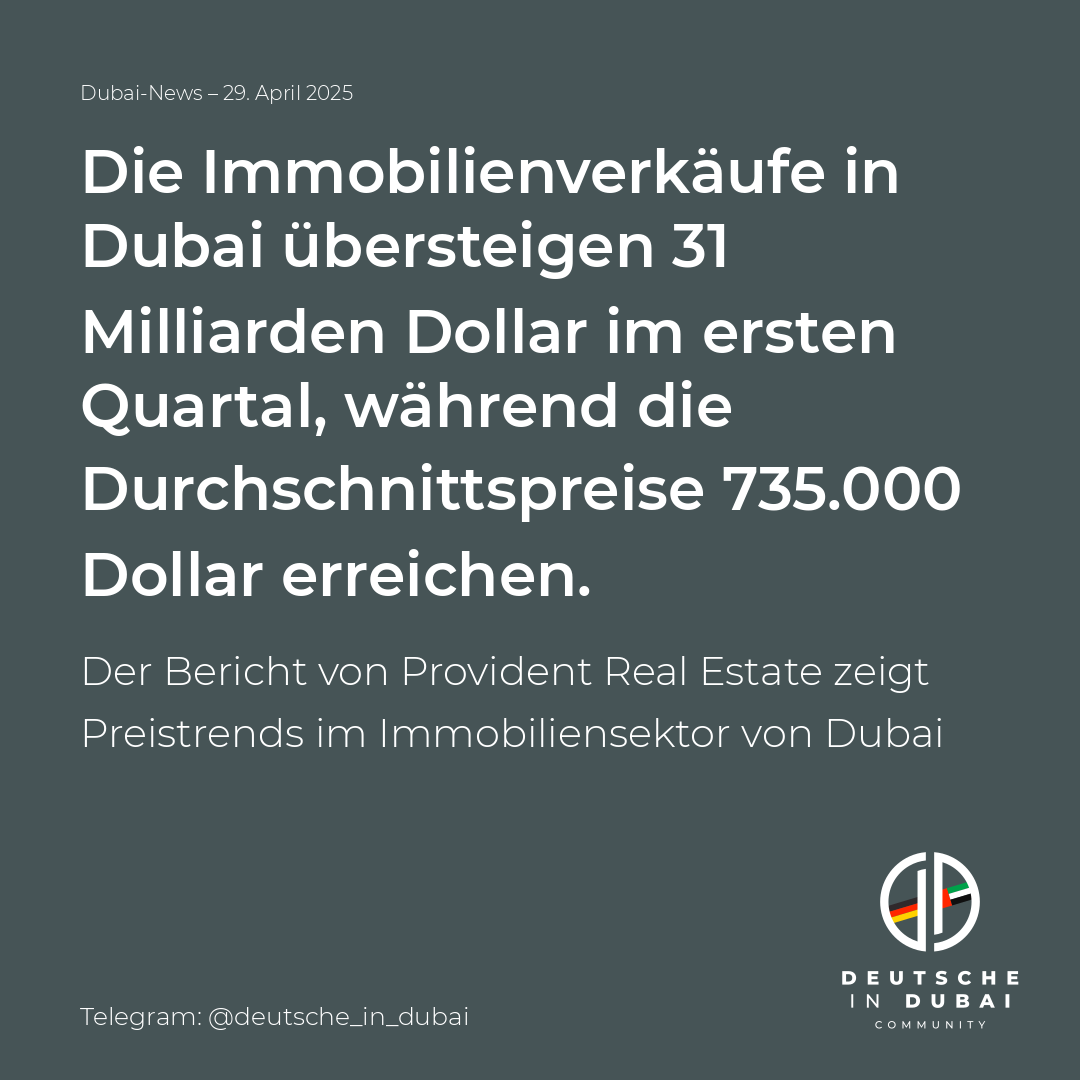 Dubai-News – 29. April 2025
Die Immobilienverkäufe in
Dubai übersteigen 31
Milliarden Dollar im ersten
Quartal, während die
Durchschnittspreise 735.000
Dollar erreichen.
Der Bericht von Provident Real Estate zeigt
Preistrends im Immobiliensektor von Dubai
DEUTSCHE
IN DUBAI
COMMUNITY
Telegram: @deutsche_in_dubai